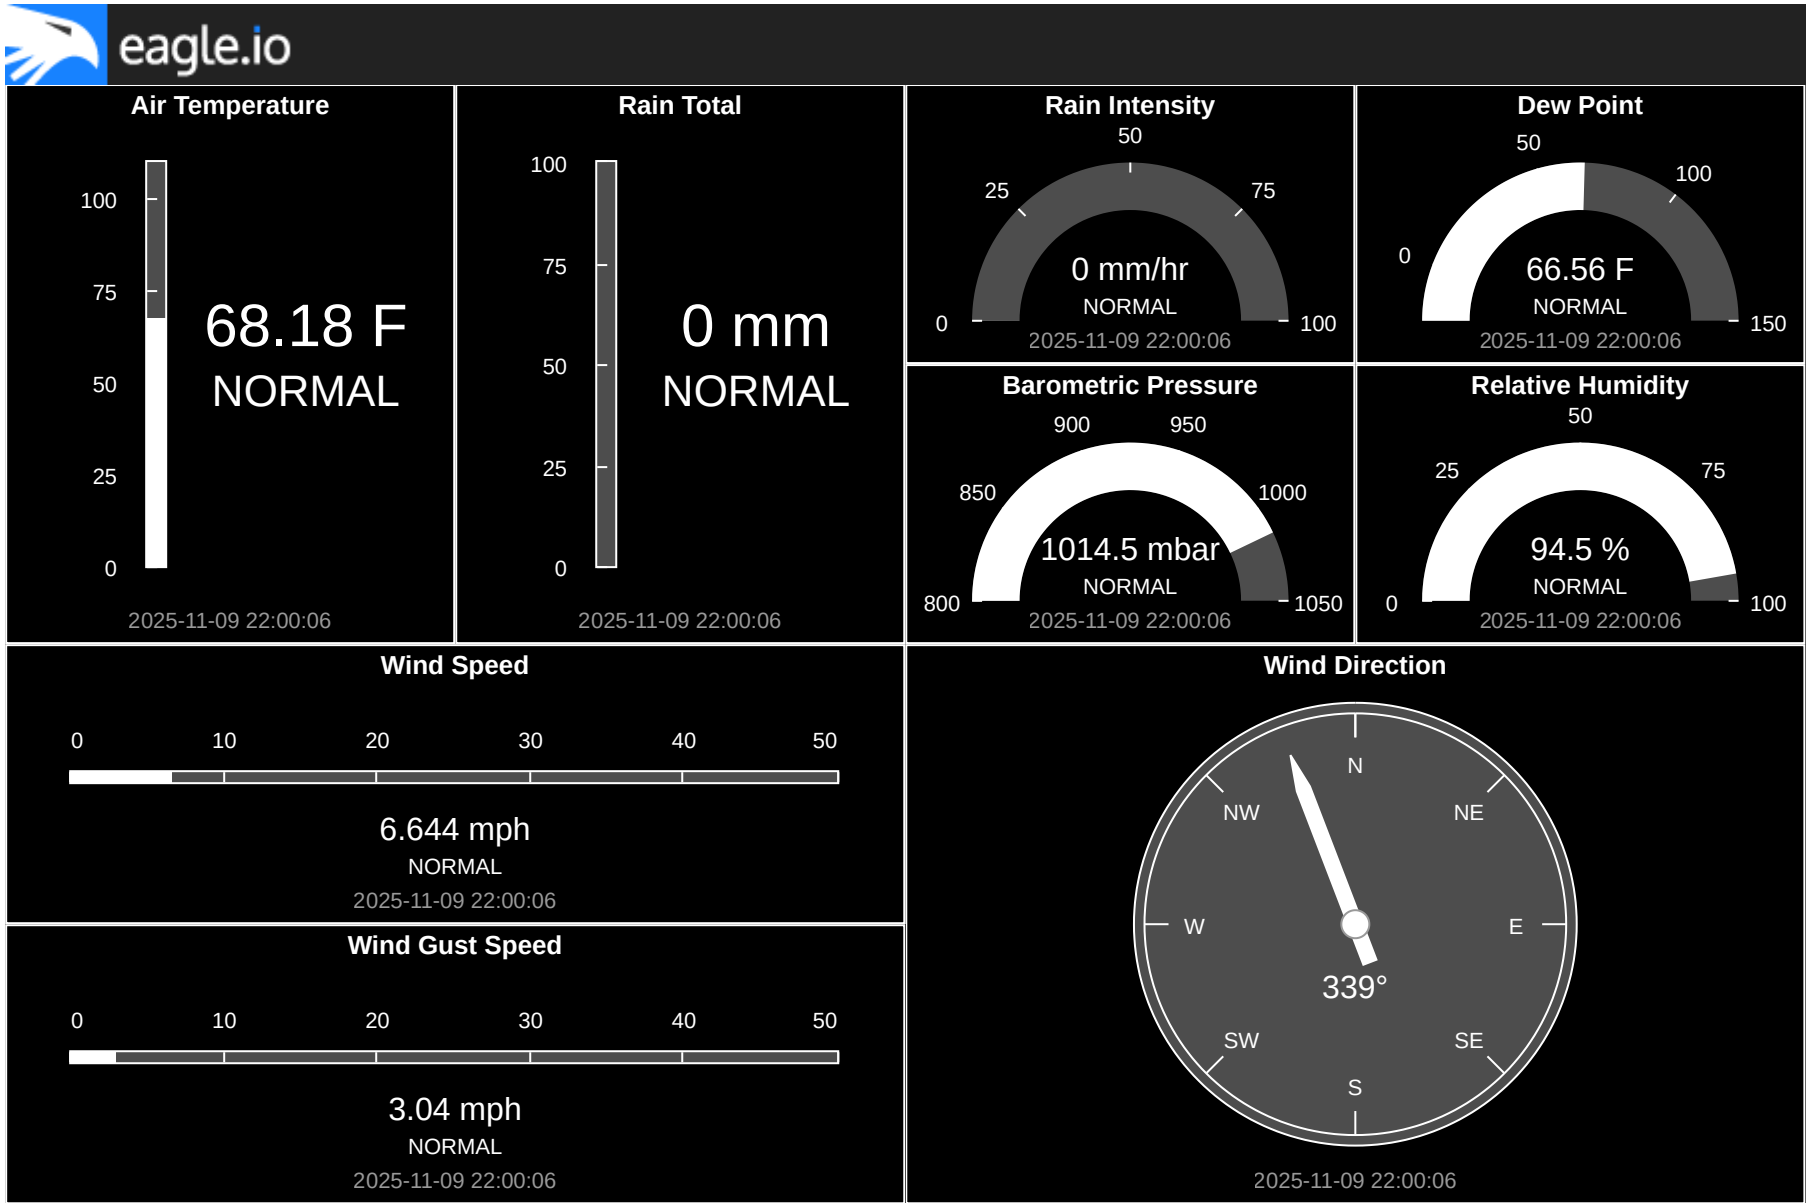 eagle.io
Air Temperature
100
75
50
25
0
68.18 F
NORMAL
2025-11-09 22:00:06
Rain Total
100
75
50
25
0
0 mm
NORMAL
2025-11-09 22:00:06
Rain Intensity
0
25
50
75
100
0 mm/hr
NORMAL
2025-11-09 22:00:06
Dew Point
0
50
100
150
66.56 F
NORMAL
2025-11-09 22:00:06
Barometric Pressure
800
850
900
950
1000
1050
1014.5 mbar
NORMAL
2025-11-09 22:00:06
Relative Humidity
0
25
50
75
100
94.5 %
NORMAL
2025-11-09 22:00:06
Wind Speed
0 10 20 30 40 50
6.644 mph
NORMAL
2025-11-09 22:00:06
Wind Gust Speed
0 10 20 30 40 50
3.04 mph
NORMAL
2025-11-09 22:00:06
Wind Direction
N
NW NE
W E
339°
SW SE
S
2025-11-09 22:00:06